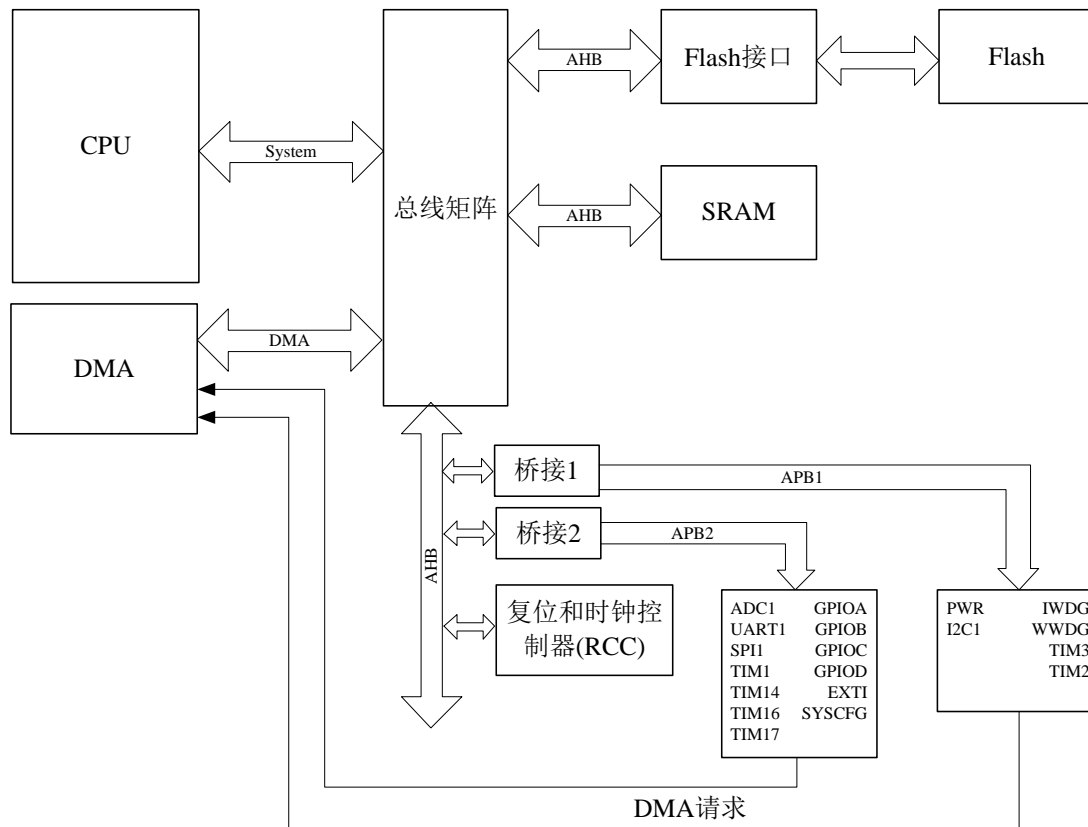 CPU
System
总线矩阵
AHB
Flash接口
Flash
AHB
SRAM
DMA
DMA
AHB
桥接1
APB1
桥接2
APB2
复位和时钟控
制器(RCC)
ADC1 GPIOA
UART1 GPIOB
SPI1 GPIOC
TIM1 GPIOD
TIM14 EXTI
TIM16 SYSCFG
TIM17
PWR IWDG
I2C1 WWDG
TIM3
TIM2
DMA请求